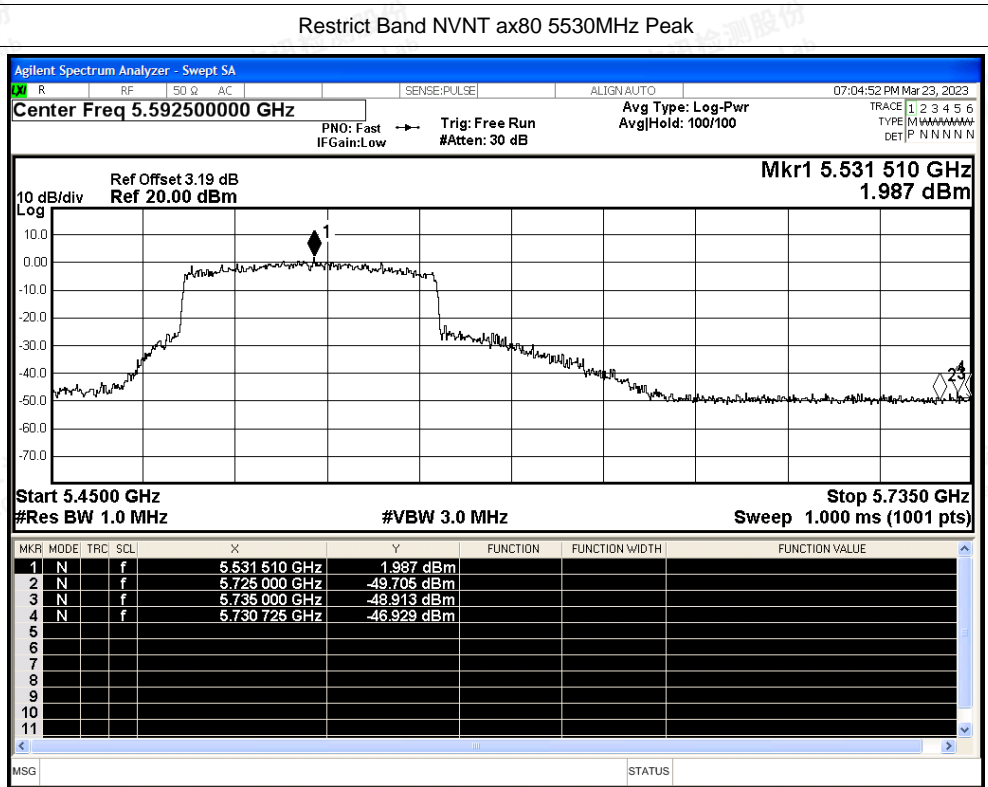 Restrict Band NVNT ax80 5530MHz Peak
Agilent Spectrum Analyzer - Swept SA
LXI R RF 50 Ω AC SENSE:PULSE ALIGN AUTO 07:04:52 PM Mar 23, 2023
Center Freq 5.592500000 GHz Avg Type: Log-Pwr TRACE 1 2 3 4 5 6
PNO: Fast Trig: Free Run Avg|Hold: 100/100 TYPE M WWWWW
IFGain:Low #Atten: 30 dB DET P N N N N N
Mkr1 5.531 510 GHz
Ref Offset 3.19 dB
10 dB/div Ref 20.00 dBm 1.987 dBm
Log
10.0
1
0.00
-10.0
-20.0
-30.0
-40.0
23
-50.0
-60.0
-70.0
Start 5.4500 GHz Stop 5.7350 GHz
#Res BW 1.0 MHz #VBW 3.0 MHz Sweep 1.000 ms (1001 pts)
MKR MODE TRC SCL X Y FUNCTION FUNCTION WIDTH FUNCTION VALUE
1 N f 5.531 510 GHz 1.987 dBm
2 N f 5.725 000 GHz -49.705 dBm
3 N f 5.735 000 GHz -48.913 dBm
4 N f 5.730 725 GHz -46.929 dBm
5
6
7
8
9
10
11
MSG STATUS